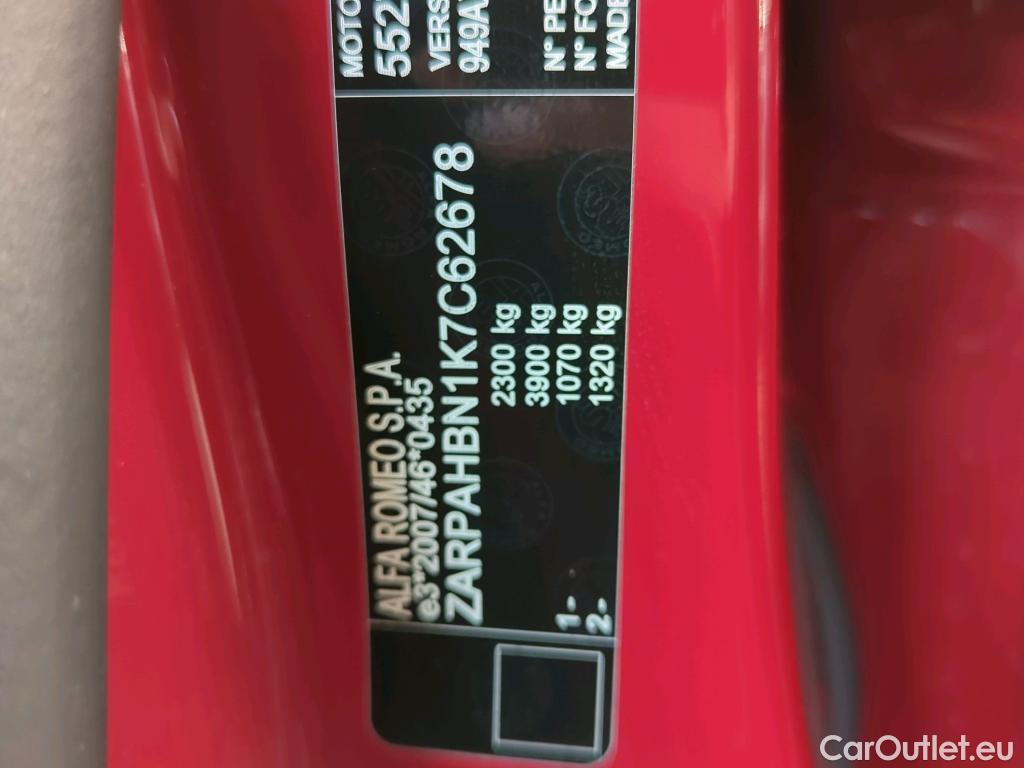 ALFA ROMEO S.P.A.
e3*2007/46*0435
ZARPAHBN1K7C62678
2300 kg
3900 kg
1- 1070 kg
2- 1320 kg
MOTO
552
VERS
949A
N° PE
N° FO
MADE
CarOutlet.eu